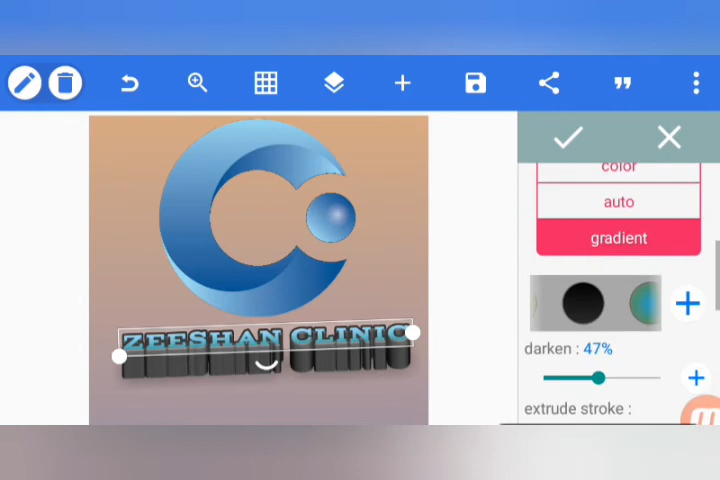 color
auto
gradient
darken : 47%
extrude stroke :
ZEESHAN CLINIC